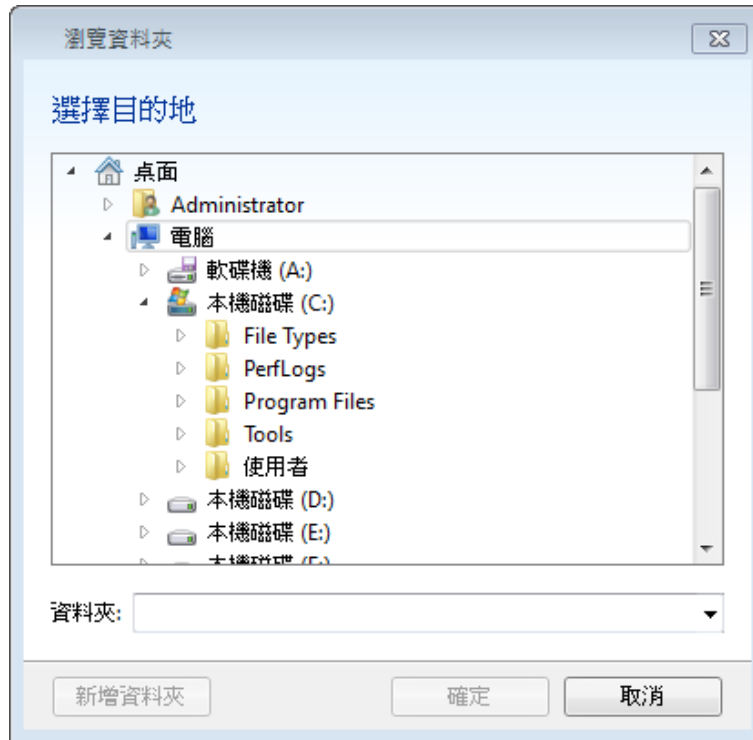 瀏覽資料夾
選擇目的地
桌面
Administrator
電腦
軟碟機 (A:)
本機磁碟 (C:)
File Types
PerfLogs
Program Files
Tools
使用者
本機磁碟 (D:)
本機磁碟 (E:)
資料夾:
新增資料夾 確定 取消